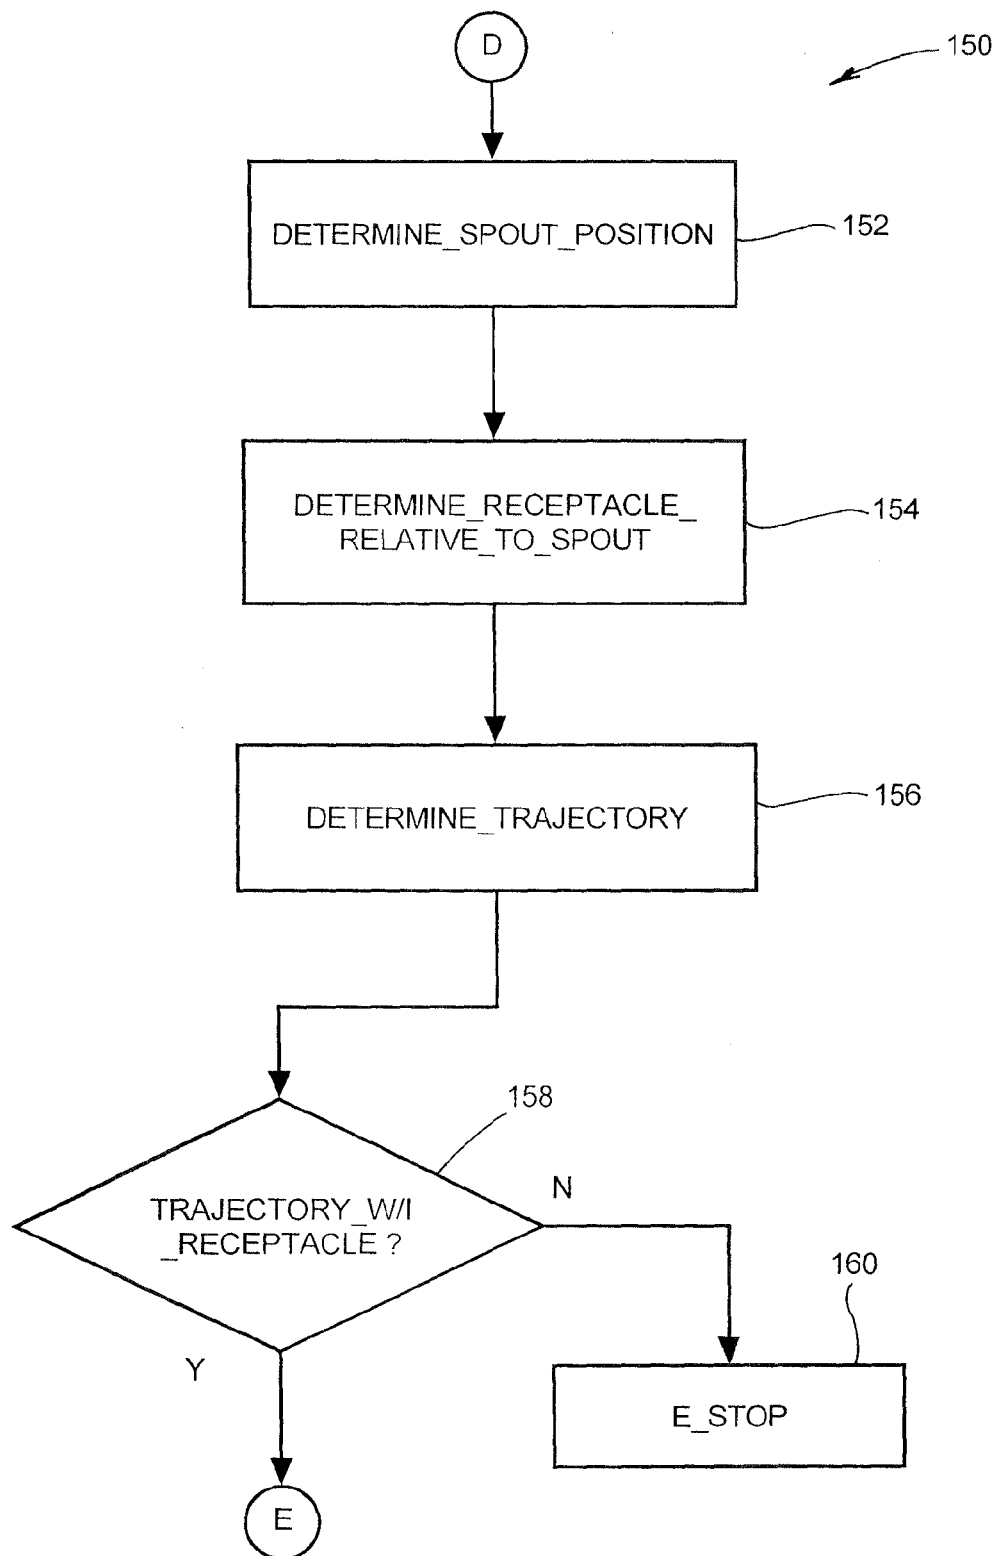 D
150
DETERMINE_SPOUT_POSITION
152
DETERMINE_RECEPTACLE_
RELATIVE_TO_SPOUT
154
DETERMINE_TRAJECTORY
156
158
TRAJECTORY_W/I
_RECEPTACLE ?
N
160
Y
E_STOP
E